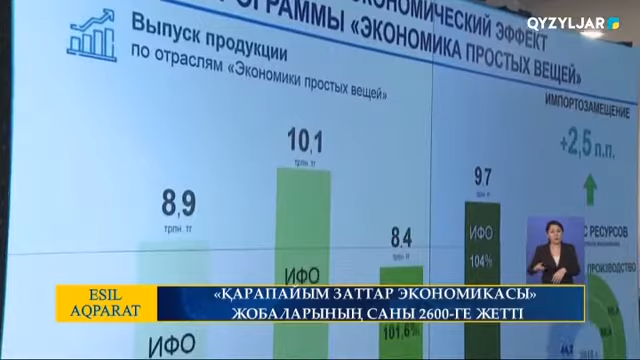 QYZYLJAR
ЭКОНОМИЧЕСКИЙ ЭФФЕКТ
ПРОГРАММЫ «ЭКОНОМИКА ПРОСТЫХ ВЕЩЕЙ»
Выпуск продукции
по отраслям «Экономики простых вещей»
ИМПОРТОЗАМЕЩЕНИЕ
+2,5 п.п.
10,1
трлн тг
8,9
трлн тг
9,7
8,4
ИФО
104%
ИФО
РЕСУРСОВ
ПРОИЗВОДСТВО
101,6%
ИФО
ESIL
AQPARAT
«ҚАРАПАЙЫМ ЗАТТАР ЭКОНОМИКАСЫ»
ЖОБАЛАРЫНЫҢ САНЫ 2600-ГЕ ЖЕТТІ